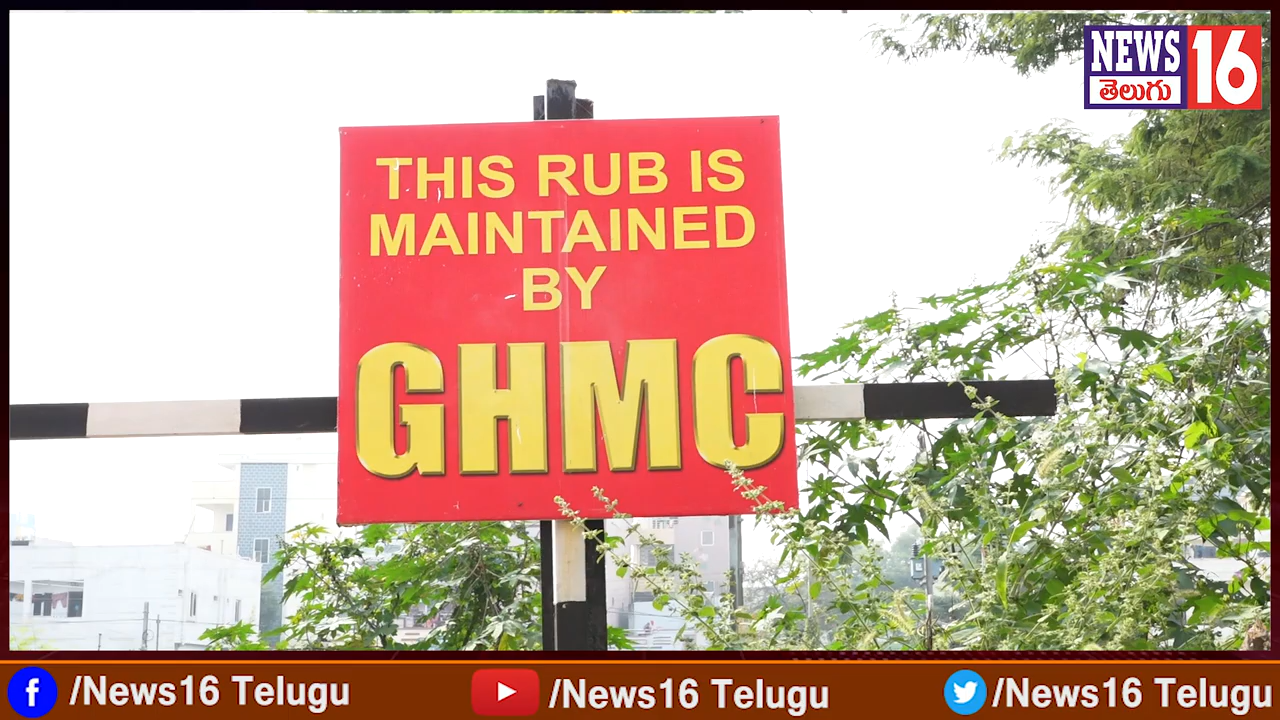 NEWS 16
తెలుగు
THIS RUB IS
MAINTAINED
BY
GHMC
/News16 Telugu
/News16 Telugu
/News16 Telugu